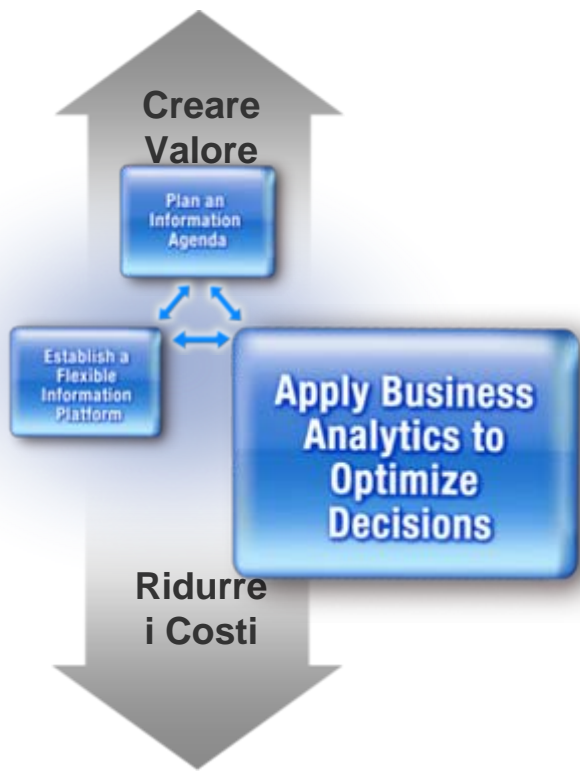 Creare
Valore
Plan an
Information
Agenda
Establish a
Flexible
Information
Platform
Apply Business
Analytics to
Optimize
Decisions
Ridurre
i Costi